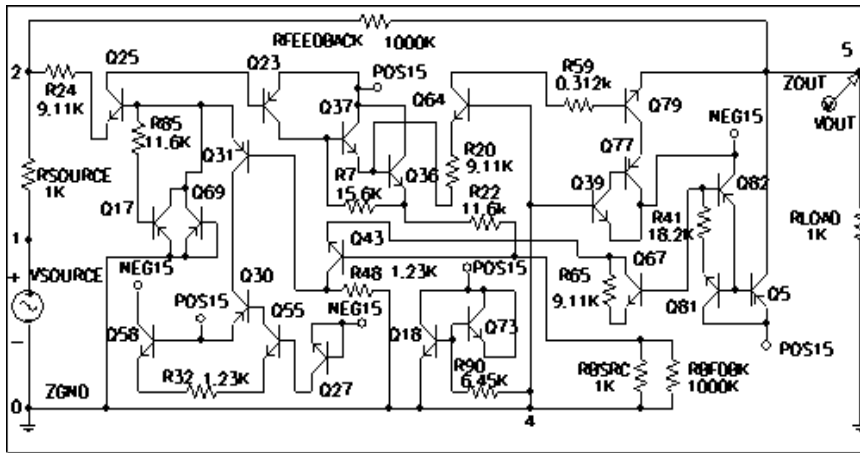 RFEEDBACK 1000K
Q25
Q23
5
2
R24
9.11K
POS15
Q37
Q64
R59
0.312k
Q79
ZOUT
VOUT
NEG15
R85
11.6K
Q31
Q77
RSOURCE
1K
R7
15.6K
Q36
R20
9.11K
Q39
Q82
Q17
Q69
R22
11.6k
R41
18.2K
RLOAD
1K
1
Q43
VSOURCE
NEG15
Q30
R48 1.23K
POS15
R65
9.11K
Q67
Q81
Q5
POS15
Q55
NEG15
Q58
Q18
Q73
POS15
R32 1.23K
Q27
R90
6.45K
RBSRC
1K
RBFDBK
1000K
ZGND
0
4